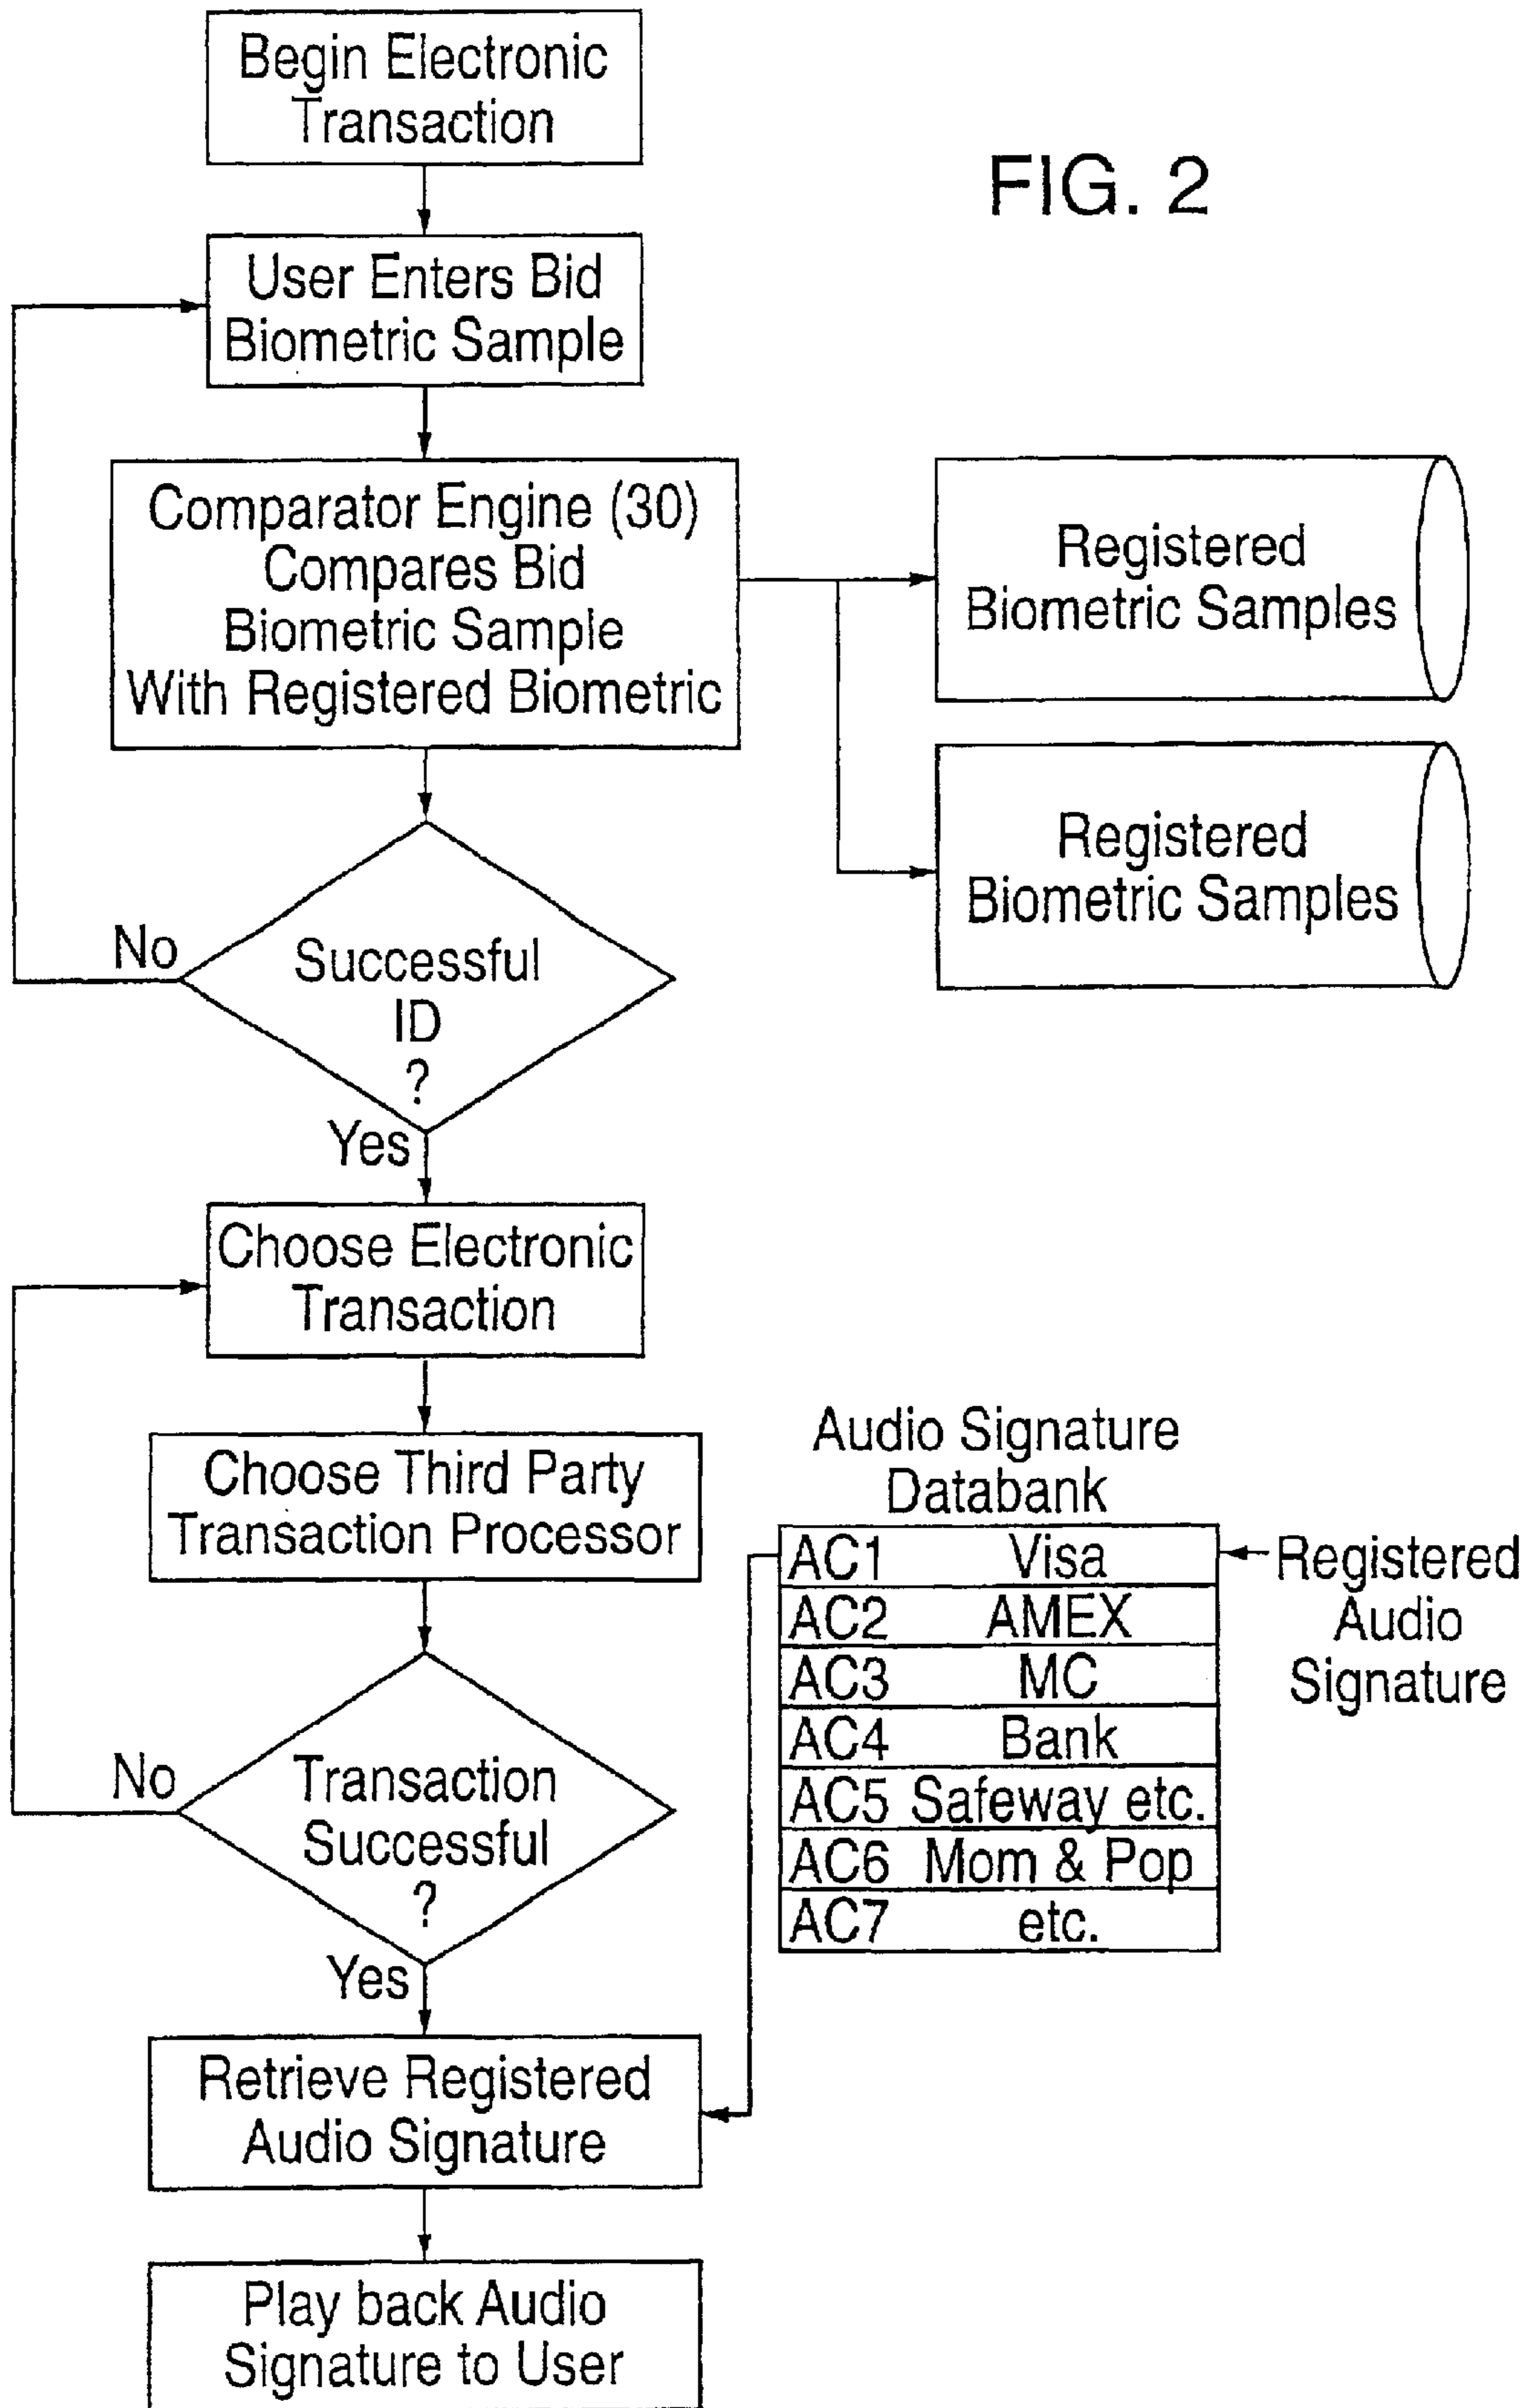 Begin Electronic
Transaction
FIG. 2
User Enters Bid
Biometric Sample
Comparator Engine (30)
Compares Bid
Biometric Sample
With Registered Biometric
Registered
Biometric Samples
Registered
Biometric Samples
No
Successful
ID
?
Yes
Choose Electronic
Transaction
Choose Third Party
Transaction Processor
Audio Signature
Databank
AC1 Visa
AC2 AMEX
AC3 MC
AC4 Bank
AC5 Safeway etc.
AC6 Mom & Pop
AC7 etc.
Registered
Audio
Signature
No
Transaction
Successful
?
Yes
Retrieve Registered
Audio Signature
Play back Audio
Signature to User